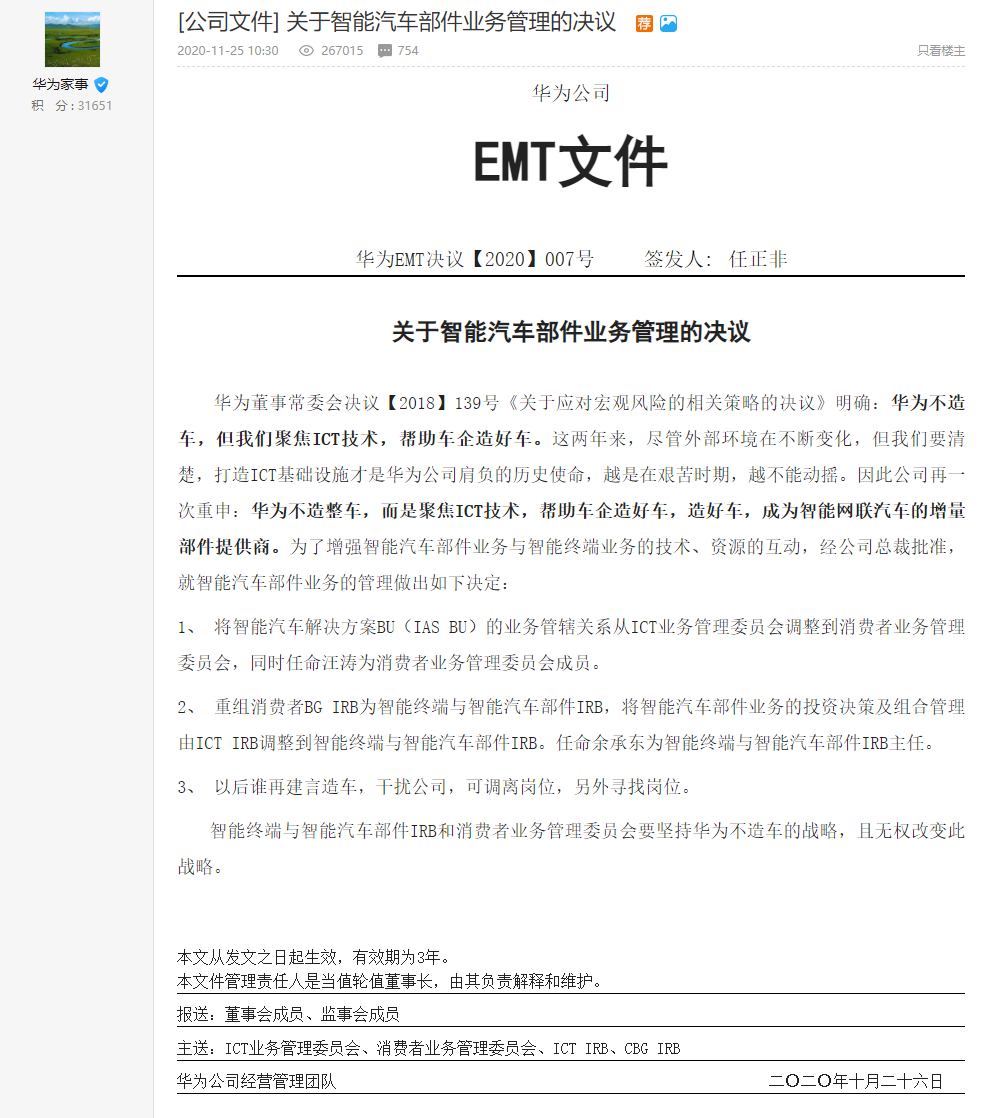 [公司文件] 关于智能汽车部件业务管理的决议 荐
华为家事
积 分：31651
2020-11-25 10:30 267015 754 只看楼主
华为公司
EMT文件
华为EMT决议【2020】007号 签发人： 任正非
关于智能汽车部件业务管理的决议
华为董事常委会决议【2018】139号《关于应对宏观风险的相关策略的决议》明确：华为不造
车，但我们聚焦ICT技术，帮助车企造好车。这两年来，尽管外部环境在不断变化，但我们要清
楚，打造ICT基础设施才是华为公司肩负的历史使命，越是在艰苦时期，越不能动摇。因此公司再一
次重申：华为不造整车，而是聚焦ICT技术，帮助车企造好车，造好车，成为智能网联汽车的增量
部件提供商。为了增强智能汽车部件业务与智能终端业务的技术、资源的互动，经公司总裁批准，
就智能汽车部件业务的管理做出如下决定：
1、 将智能汽车解决方案BU（IAS BU）的业务管辖关系从ICT业务管理委员会调整到消费者业务管理
委员会，同时任命汪涛为消费者业务管理委员会成员。
2、 重组消费者BG IRB为智能终端与智能汽车部件IRB，将智能汽车部件业务的投资决策及组合管理
由ICT IRB调整到智能终端与智能汽车部件IRB。任命余承东为智能终端与智能汽车部件IRB主任。
3、 以后谁再建言造车，干扰公司，可调离岗位，另外寻找岗位。
智能终端与智能汽车部件IRB和消费者业务管理委员会要坚持华为不造车的战略，且无权改变此
战略。
本文从发文之日起生效，有效期为3年。
本文件管理责任人是当值轮值董事长，由其负责解释和维护。
报送：董事会成员、监事会成员
主送：ICT业务管理委员会、消费者业务管理委员会、ICT IRB、CBG IRB
华为公司经营管理团队 二〇二〇年十月二十六日